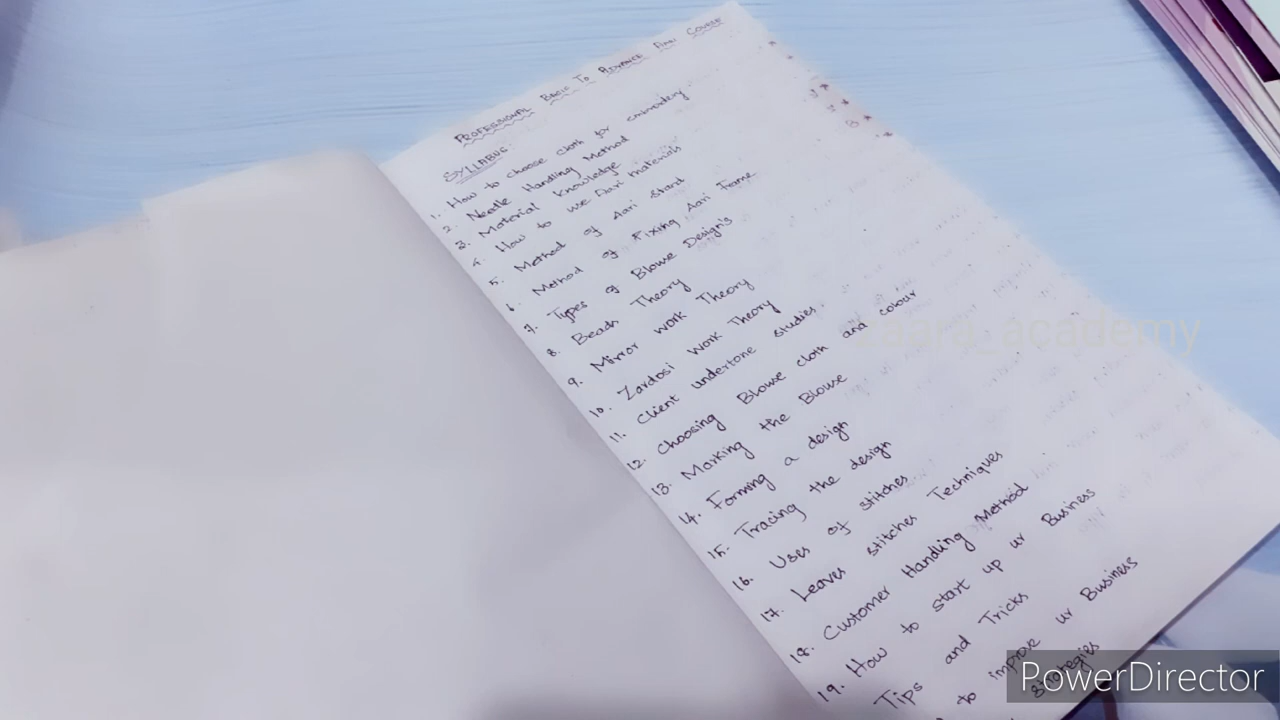 PROFESSIONAL BASIC TO ADVANCE AARI COURSE
SYLLABUS:
1. How to choose cloth for embroidery
2. Needle Handling Method
3. Material Knowledge
4. How to use Aari materials
5. Method of Aari Stand
6. Method of Fixing Aari Frame
7. Types of Blouse Design's
8. Beads Theory
9. Mirror work Theory
10. Zardosi work Theory
11. Client undertone studies
12. Choosing Blouse cloth and colour
13. Marking the Blouse
14. Forming a design
15. Tracing the design
16. Uses of stitches
17. Leaves stitches Techniques
18. Customer Handling Method
19. How to start up ur Business
Tips and Tricks
to improve ur Business
strategies
zaara_academy
PowerDirector